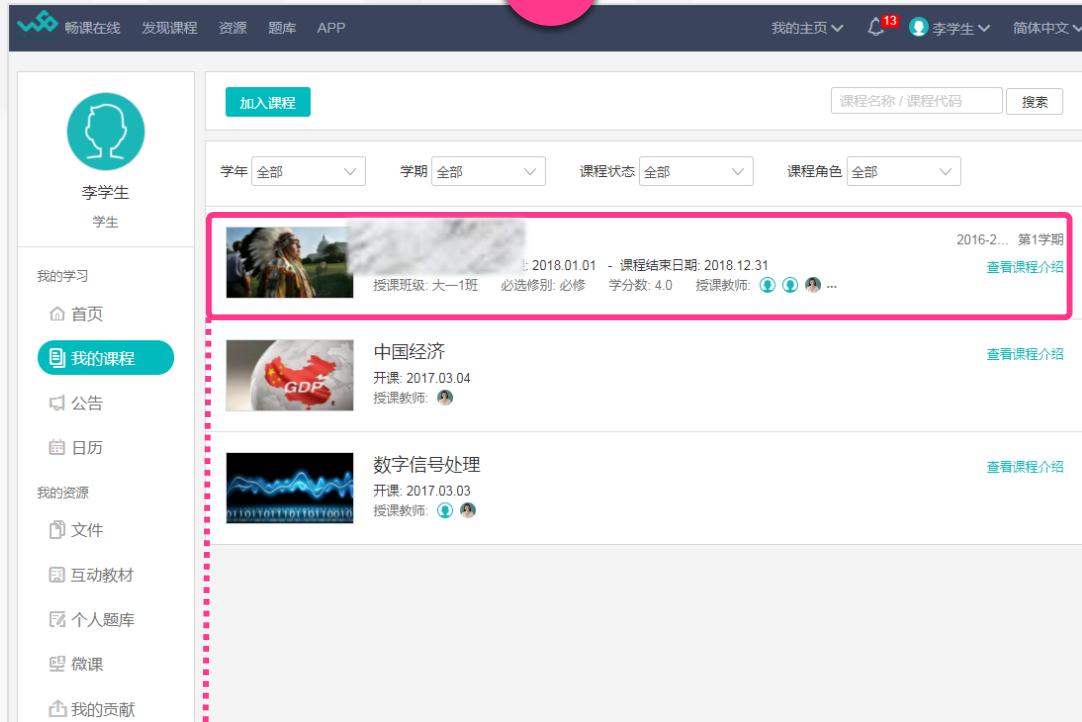 畅课在线 发现课程 资源 题库 APP 我的主页 13 李学生 简体中文
李学生
学生
我的学习
首页
我的课程
公告
日历
我的资源
文件
互动教材
个人题库
微课
我的贡献
加入课程 课程名称 / 课程代码 搜索
学年 全部 学期 全部 课程状态 全部 课程角色 全部
2016-2... 第1学期
: 2018.01.01 - 课程结束日期: 2018.12.31 查看课程介绍
授课班级: 大一1班 必选修别: 必修 学分数: 4.0 授课教师: ...
中国经济 查看课程介绍
开课: 2017.03.04
授课教师:
GDP
数字信号处理 查看课程介绍
开课: 2017.03.03
授课教师: